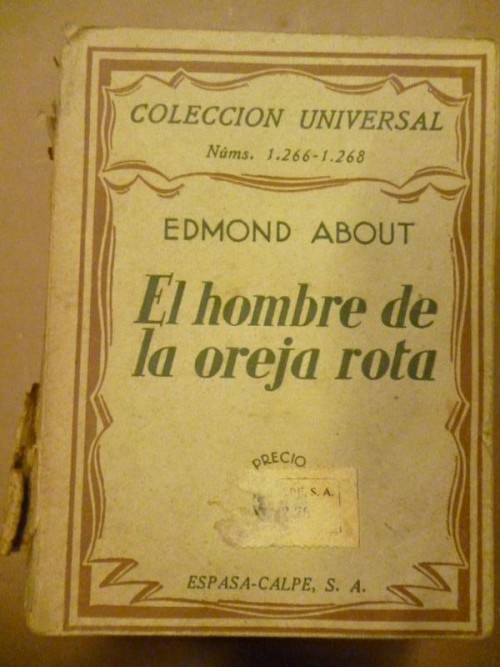 COLECCION UNIVERSAL
Núms. 1.266-1.268
EDMOND ABOUT
El hombre de
la oreja rota
PRECIO
S. A.
ESPASA-CALPE, S. A.